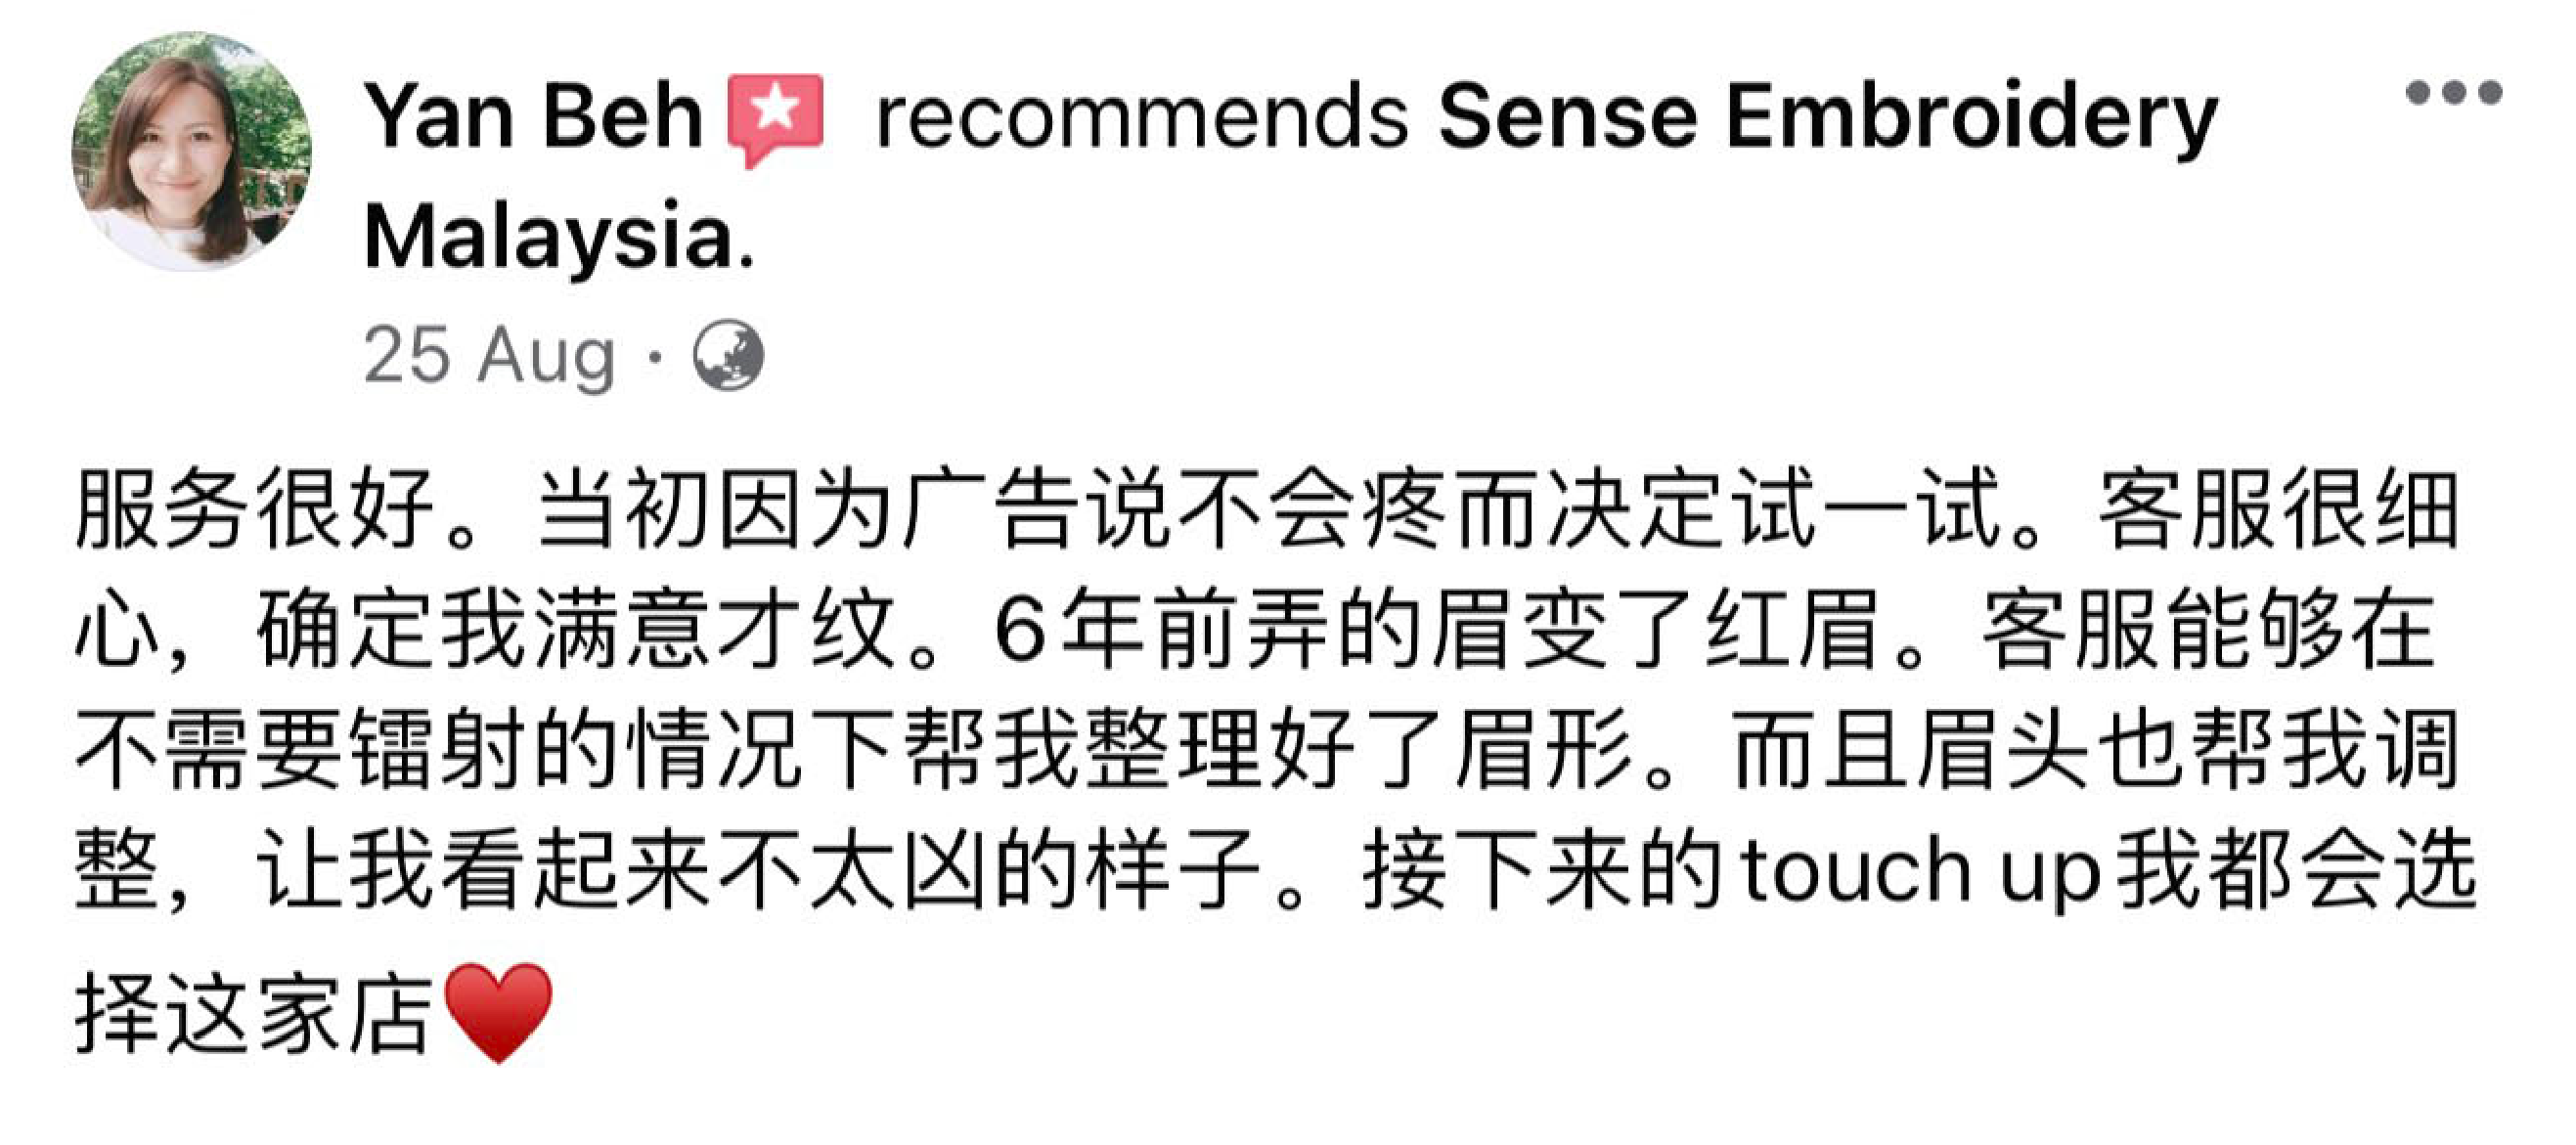 Yan Beh recommends Sense Embroidery
Malaysia.
25 Aug ·
服务很好。当初因为广告说不会疼而决定试一试。客服很细
心，确定我满意才纹。6年前弄的眉变了红眉。客服能够在
不需要镭射的情况下帮我整理好了眉形。而且眉头也帮我调
整，让我看起来不太凶的样子。接下来的touch up我都会选
择这家店♥️